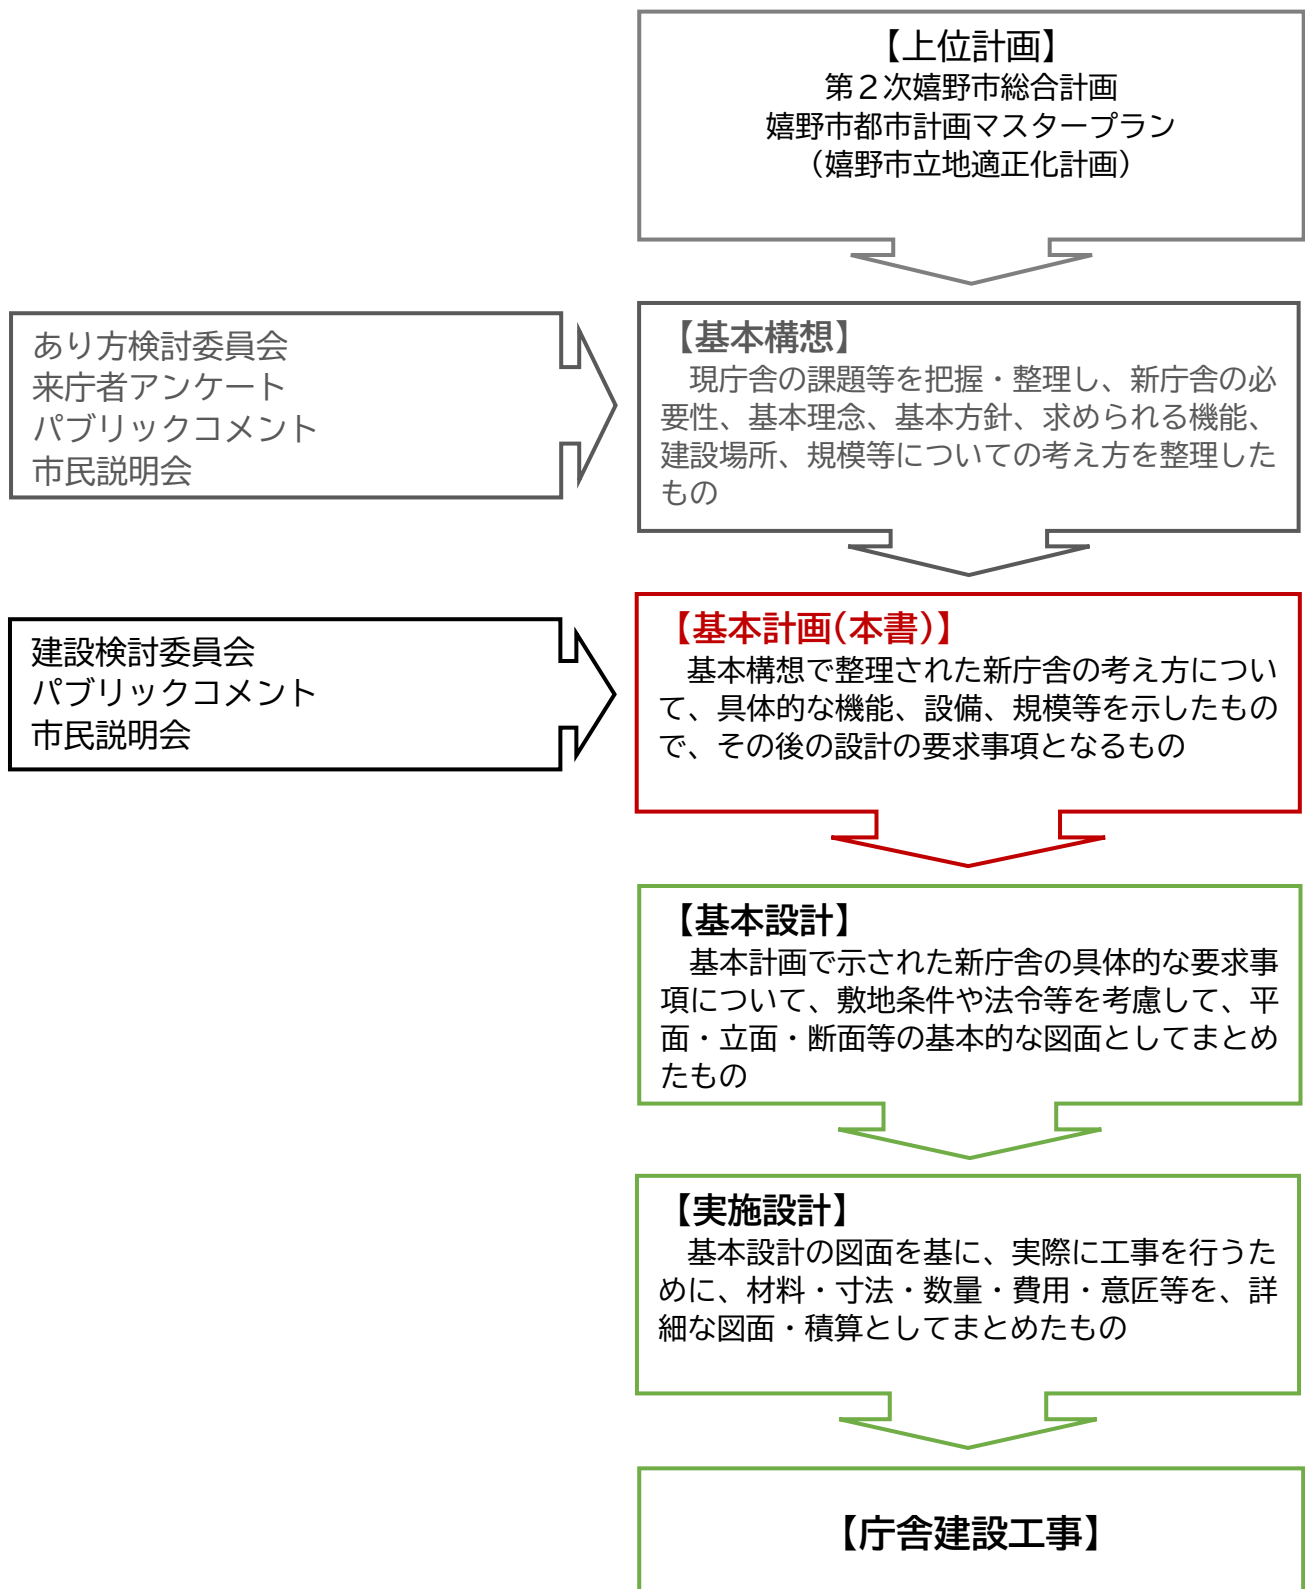 【上位計画】
第２次嬉野市総合計画
嬉野市都市計画マスタープラン
（嬉野市立地適正化計画）
あり方検討委員会
来庁者アンケート
パブリックコメント
市民説明会
【基本構想】
　現庁舎の課題等を把握・整理し、新庁舎の必
要性、基本理念、基本方針、求められる機能、
建設場所、規模等についての考え方を整理した
もの
建設検討委員会
パブリックコメント
市民説明会
【基本計画(本書)】
　基本構想で整理された新庁舎の考え方につい
て、具体的な機能、設備、規模等を示したもの
で、その後の設計の要求事項となるもの
【基本設計】
　基本計画で示された新庁舎の具体的な要求事
項について、敷地条件や法令等を考慮して、平
面・立面・断面等の基本的な図面としてまとめ
たもの
【実施設計】
　基本設計の図面を基に、実際に工事を行うた
めに、材料・寸法・数量・費用・意匠等を、詳
細な図面・積算としてまとめたもの
【庁舎建設工事】